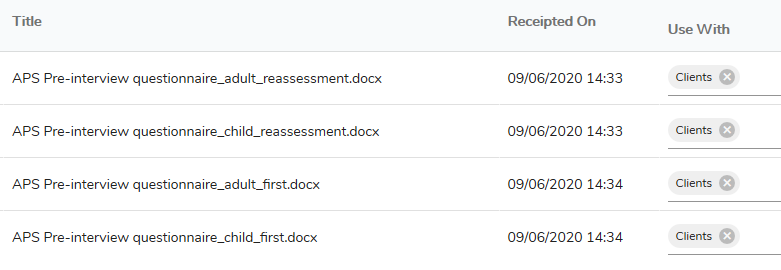 Title Receipted On Use With
APS Pre-interview questionnaire_adult_reassessment.docx 09/06/2020 14:33 Clients
APS Pre-interview questionnaire_child_reassessment.docx 09/06/2020 14:33 Clients
APS Pre-interview questionnaire_adult_first.docx 09/06/2020 14:34 Clients
APS Pre-interview questionnaire_child_first.docx 09/06/2020 14:34 Clients